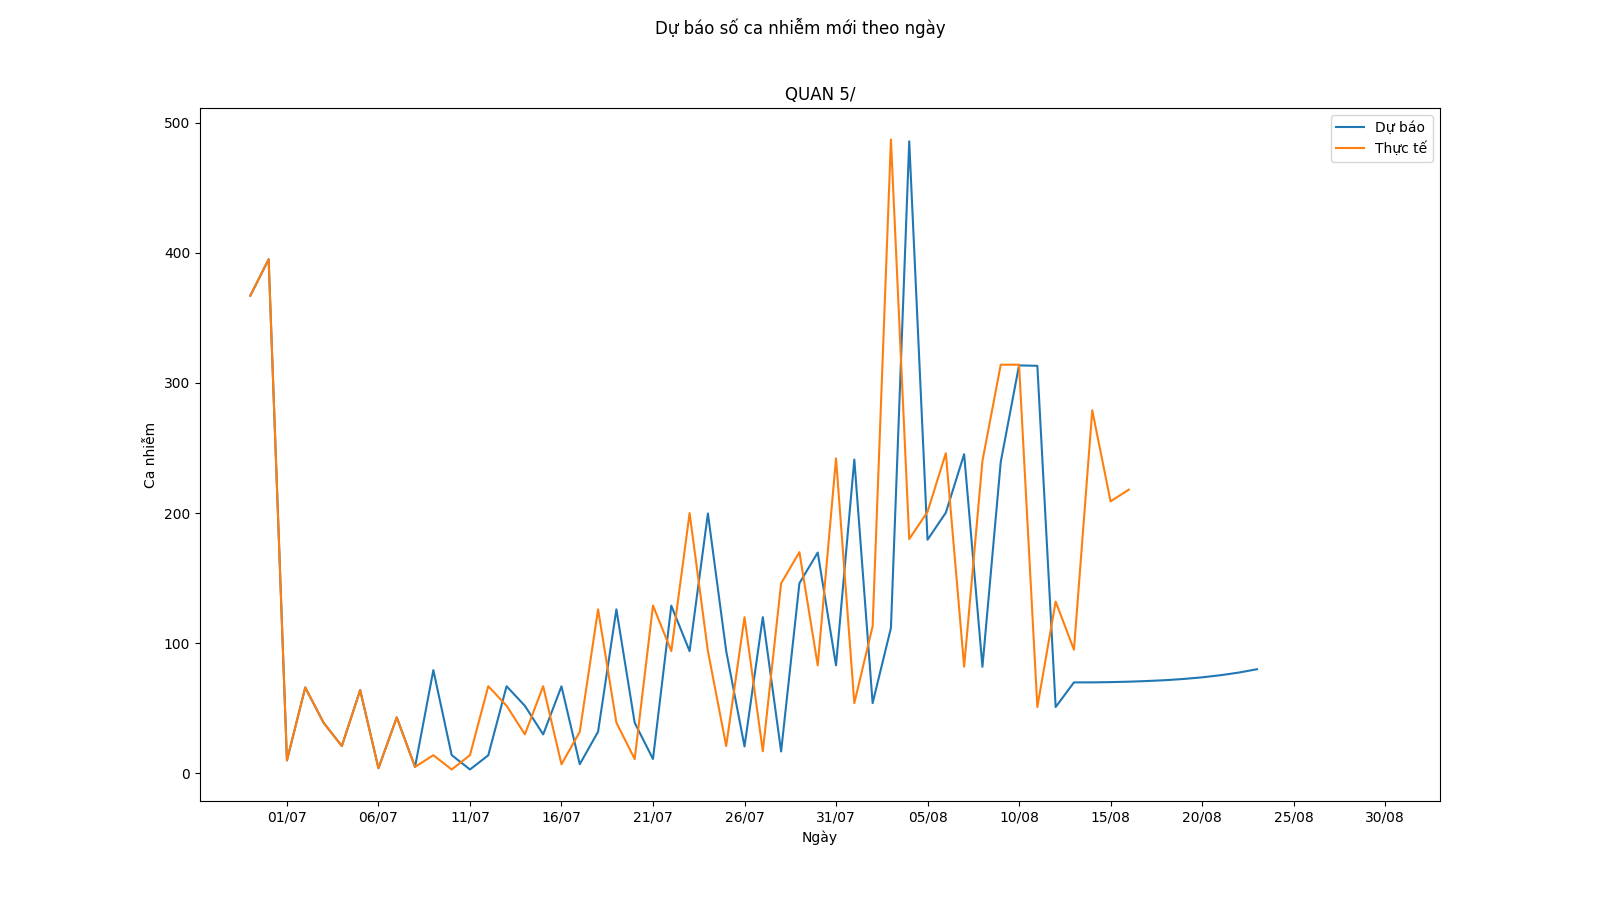 Dự báo số ca nhiễm mới theo ngày
QUAN 5/
Dự báo
Thực tế
500
400
300
200
100
0
Ca nhiễm
01/07 06/07 11/07 16/07 21/07 26/07 31/07 05/08 10/08 15/08 20/08 25/08 30/08
Ngày